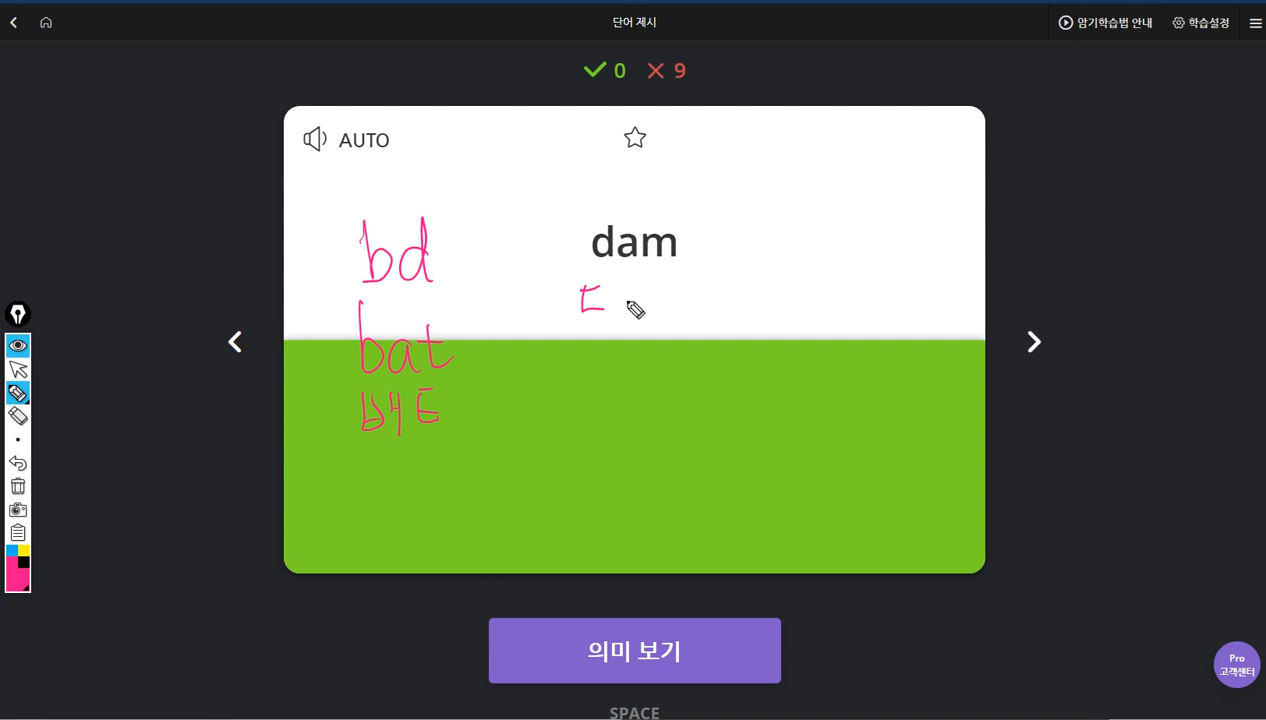 단어 제시
암기학습법 안내
학습설정
0
9
AUTO
dam
ㄷ
bd
bat
배ㅌ
의미 보기
SPACE
Pro
고객센터